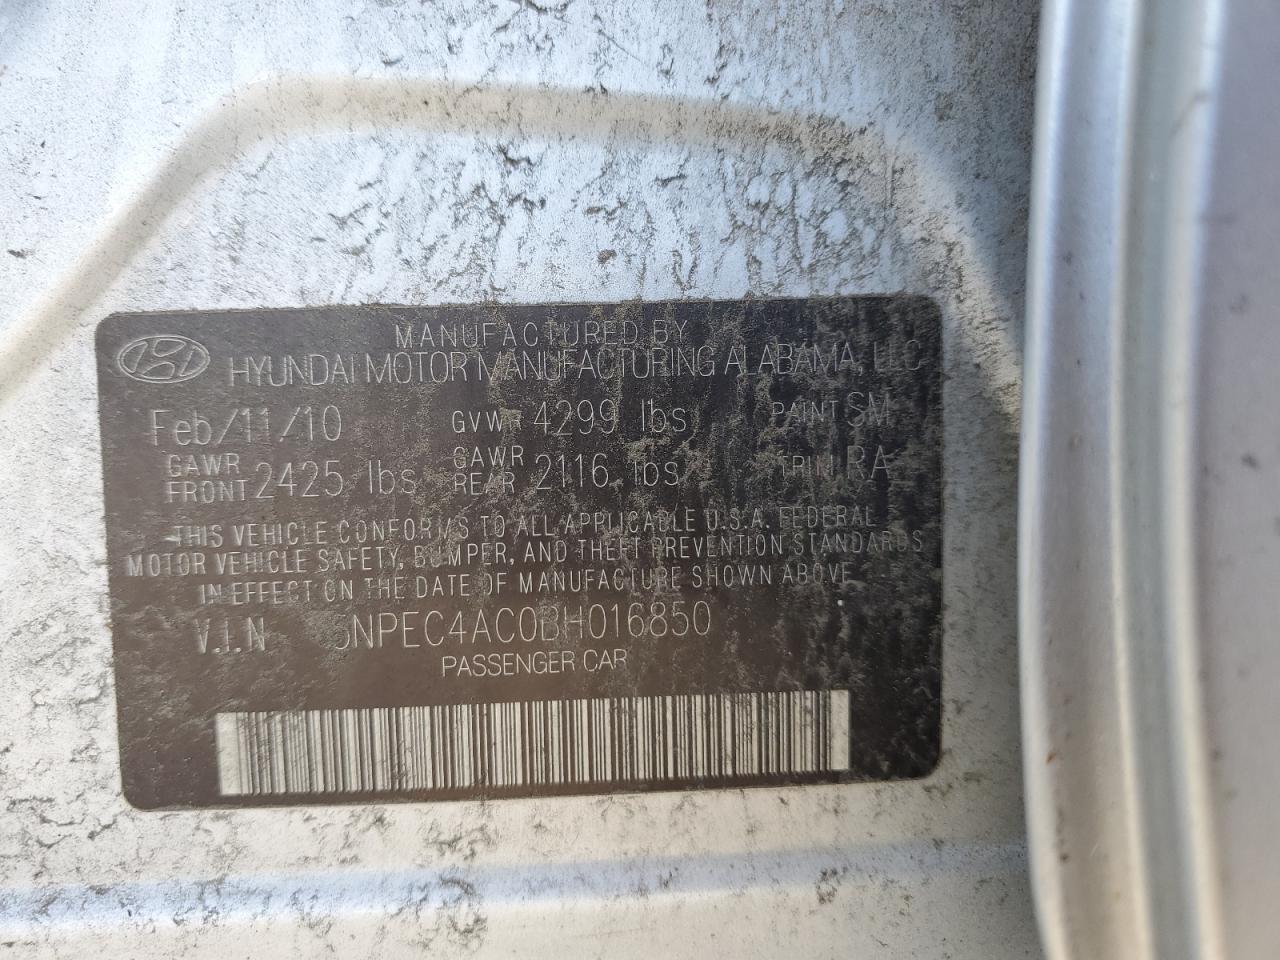 MANUFACTURED BY
HYUNDAI MOTOR MANUFACTURING ALABAMA, LLC
Feb/11/10 GVWR 4299 lbs PAINT SM
GAWR FRONT 2425 lbs GAWR REAR 2116 lbs TRIM RA
THIS VEHICLE CONFORMS TO ALL APPLICABLE U.S.A. FEDERAL
MOTOR VEHICLE SAFETY, BUMPER, AND THEFT PREVENTION STANDARDS
IN EFFECT ON THE DATE OF MANUFACTURE SHOWN ABOVE
V.I.N 5NPEC4AC0BH016850
PASSENGER CAR